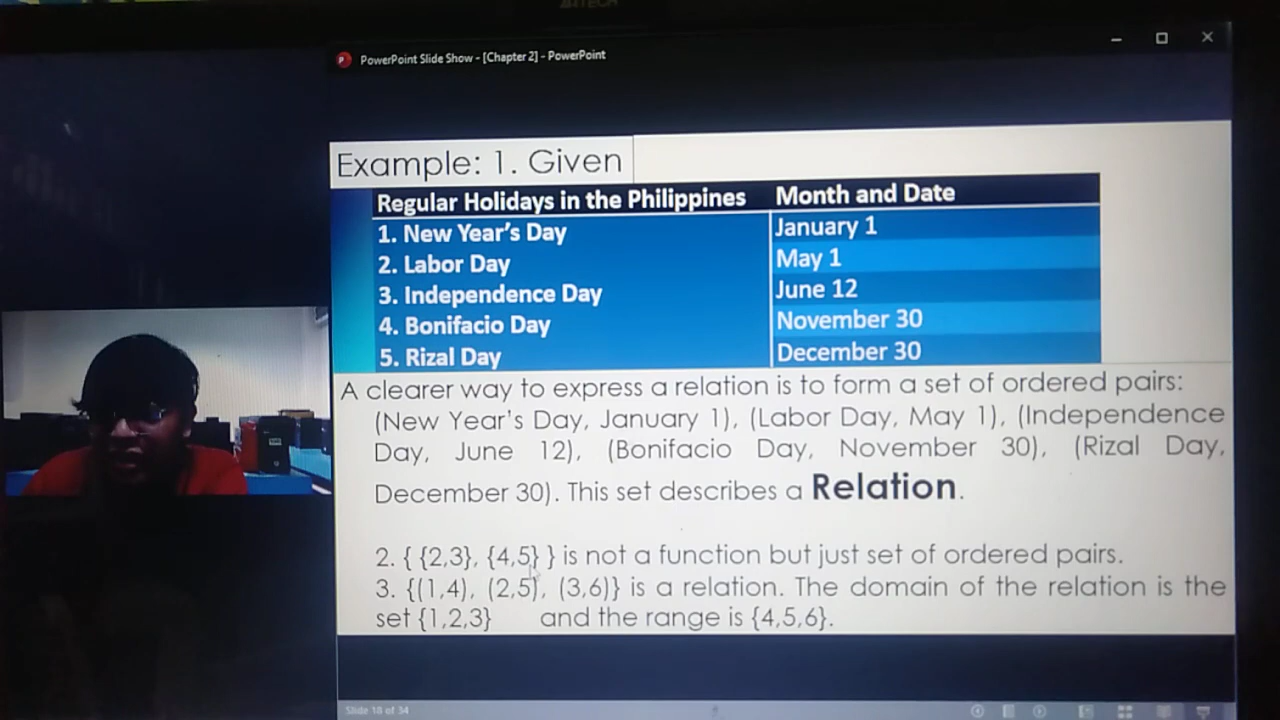 A4TECH
PowerPoint Slide Show - [Chapter 2] - PowerPoint
Example: 1. Given
Regular Holidays in the Philippines Month and Date
1. New Year's Day January 1
2. Labor Day May 1
3. Independence Day June 12
4. Bonifacio Day November 30
5. Rizal Day December 30
A clearer way to express a relation is to form a set of ordered pairs:
(New Year's Day, January 1), (Labor Day, May 1), (Independence
Day, June 12), (Bonifacio Day, November 30), (Rizal Day,
December 30). This set describes a Relation.
2. { {2,3}, {4,5} } is not a function but just set of ordered pairs.
3. {(1,4), (2,5), (3,6)} is a relation. The domain of the relation is the
set {1,2,3} and the range is {4,5,6}.
Slide 18 of 34